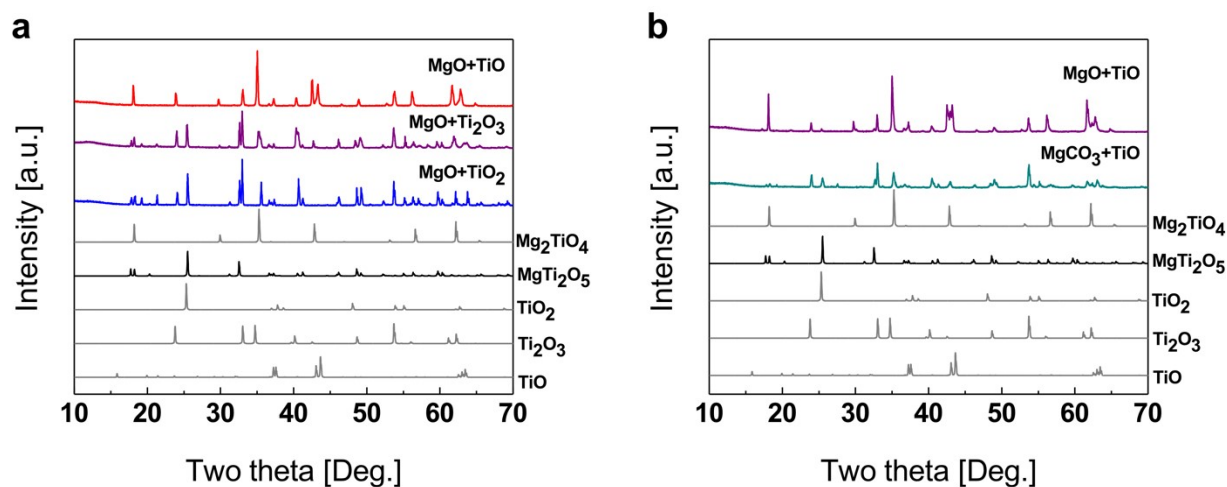 a
MgO+TiO
MgO+Ti₂O₃
MgO+TiO₂
Mg₂TiO₄
MgTi₂O₅
TiO₂
Ti₂O₃
TiO
Intensity [a.u.]
10 20 30 40 50 60 70
Two theta [Deg.]
b
MgO+TiO
MgCO₃+TiO
Mg₂TiO₄
MgTi₂O₅
TiO₂
Ti₂O₃
TiO
Intensity [a.u.]
10 20 30 40 50 60 70
Two theta [Deg.]